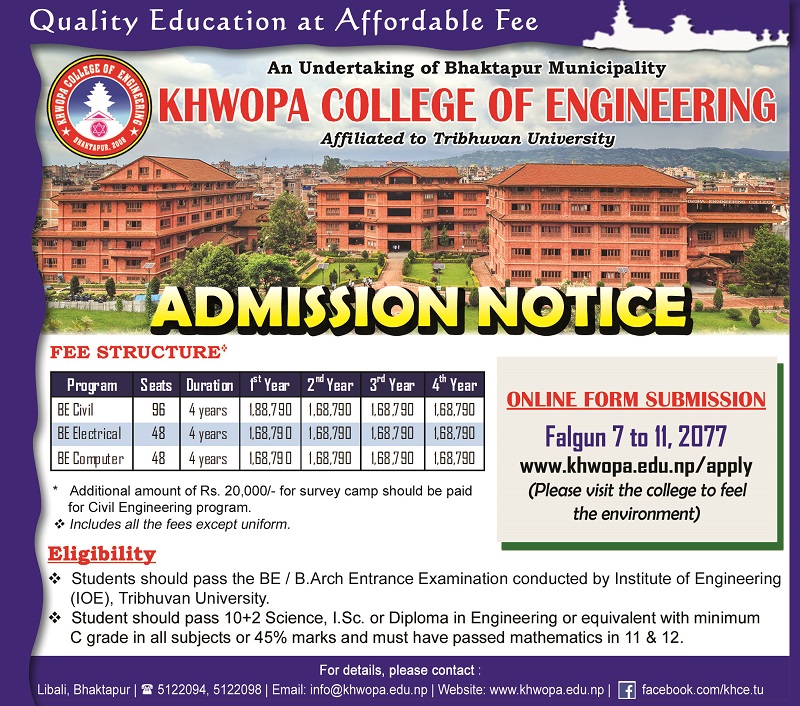 Quality Education at Affordable Fee
An Undertaking of Bhaktapur Municipality
KHWOPA COLLEGE OF ENGINEERING
Affiliated to Tribhuvan University
KHWOPA COLLEGE OF ENGINEERING
BHAKTAPUR, 2008
KHWOPA ENGINEERING COLLEGE
ADMISSION NOTICE
FEE STRUCTURE❖
Program Seats Duration 1st Year 2nd Year 3rd Year 4th Year
BE Civil 96 4 years 1,88,790 1,68,790 1,68,790 1,68,790
BE Electrical 48 4 years 1,68,790 1,68,790 1,68,790 1,68,790
BE Computer 48 4 years 1,68,790 1,68,790 1,68,790 1,68,790
* Additional amount of Rs. 20,000/- for survey camp should be paid
for Civil Engineering program.
❖ Includes all the fees except uniform.
ONLINE FORM SUBMISSION
Falgun 7 to 11, 2077
www.khwopa.edu.np/apply
(Please visit the college to feel
the environment)
Eligibility
❖ Students should pass the BE / B.Arch Entrance Examination conducted by Institute of Engineering
(IOE), Tribhuvan University.
❖ Student should pass 10+2 Science, I.Sc. or Diploma in Engineering or equivalent with minimum
C grade in all subjects or 45% marks and must have passed mathematics in 11 & 12.
For details, please contact :
Libali, Bhaktapur | ☎ 5122094, 5122098 | Email: info@khwopa.edu.np | Website: www.khwopa.edu.np | f facebook.com/khce.tu